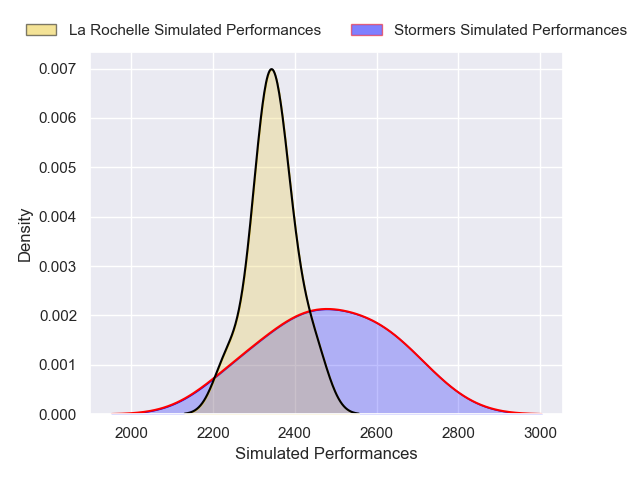 La Rochelle Simulated Performances
Stormers Simulated Performances
0.007
0.006
0.005
0.004
0.003
0.002
0.001
0.000
Density
2000 2200 2400 2600 2800 3000
Simulated Performances